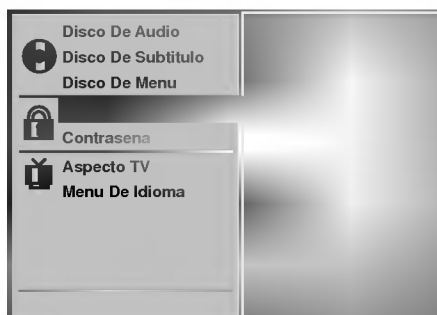 Disco De Audio
Disco De Subtitulo
Disco De Menu
Contrasena
Aspecto TV
Menu De Idioma